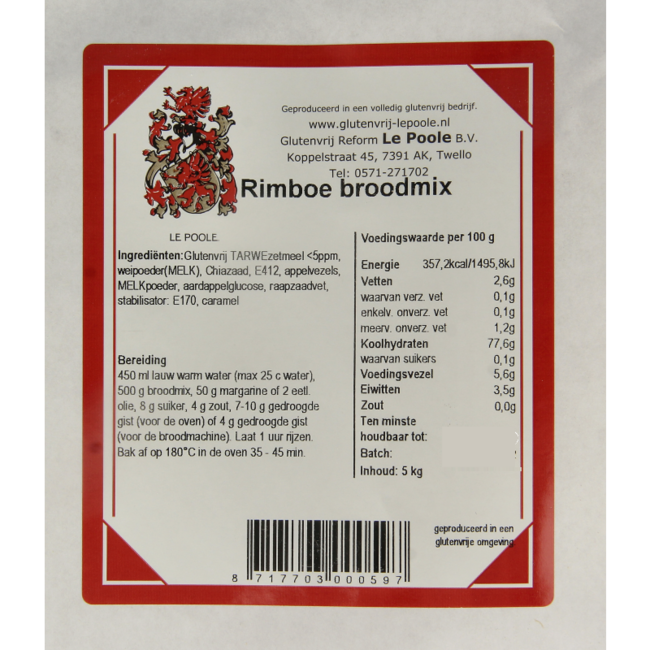 Geproduceerd in een volledig glutenvrij bedrijf.
www.glutenvrij-lepoole.nl
Glutenvrij Reform Le Poole B.V.
Koppelstraat 45, 7391 AK, Twello
Tel: 0571-271702
Rimboe broodmix
LE POOLE.
Ingrediënten: Glutenvrij TARWEzetmeel <5ppm,
weipoeder(MELK), Chiazaad, E412, appelvezels,
MELKpoeder, aardappelglucose, raapzaadvet,
stabilisator: E170, caramel
Bereiding
450 ml lauw warm water (max 25 c water),
500 g broodmix, 50 g margarine of 2 eetl.
olie, 8 g suiker, 4 g zout, 7-10 g gedroogde
gist (voor de oven) of 4 g gedroogde gist
(voor de broodmachine). Laat 1 uur rijzen.
Bak af op 180°C in de oven 35 - 45 min.
Voedingswaarde per 100 g
Energie 357,2kcal/1495,8kJ
Vetten 2,6g
waarvan verz. vet 0,1g
enkelv. onverz. vet 0,1g
meerv. onverz. vet 1,2g
Koolhydraten 77,6g
waarvan suikers 0,1g
Voedingsvezel 5,6g
Eiwitten 3,5g
Zout 0,0g
Ten minste
houdbaar tot:
Batch:
Inhoud: 5 kg
geproduceerd in een
glutenvrije omgeving
8 717703 000597